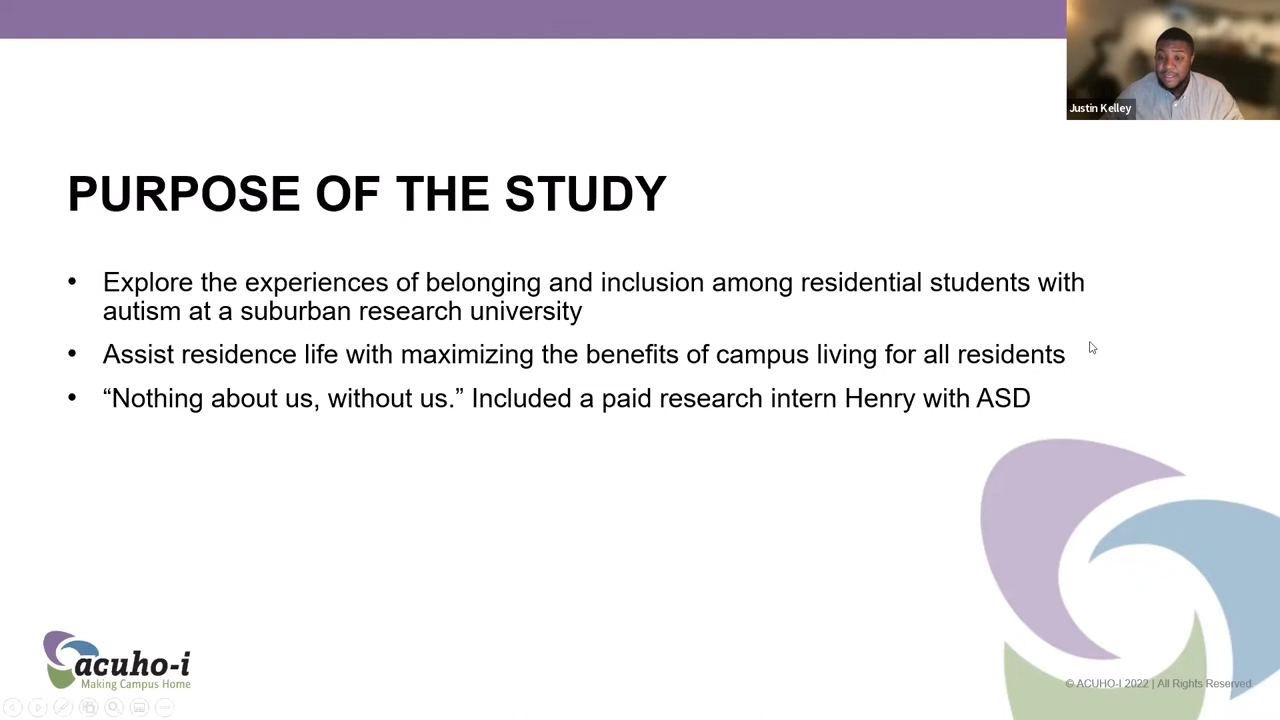 Justin Kelley
PURPOSE OF THE STUDY
• Explore the experiences of belonging and inclusion among residential students with
autism at a suburban research university
• Assist residence life with maximizing the benefits of campus living for all residents
• “Nothing about us, without us.” Included a paid research intern Henry with ASD
acuho-i
Making Campus Home
© ACUHO-I 2022 | All Rights Reserved